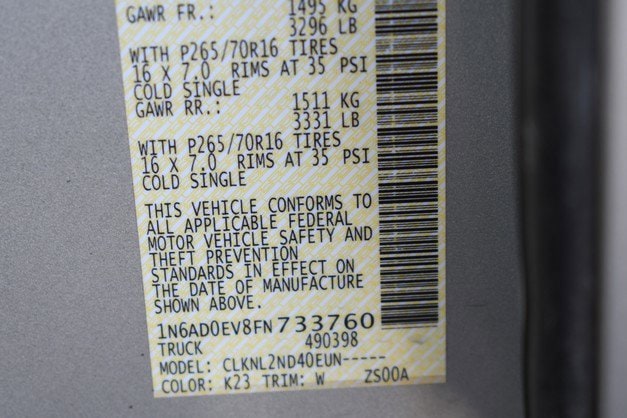 GAWR FR.: 1495 KG
3296 LB
WITH P265/70R16 TIRES
16 X 7.0 RIMS AT 35 PSI
COLD SINGLE
GAWR RR.: 1511 KG
3331 LB
WITH P265/70R16 TIRES
16 X 7.0 RIMS AT 35 PSI
COLD SINGLE
THIS VEHICLE CONFORMS TO
ALL APPLICABLE FEDERAL
MOTOR VEHICLE SAFETY AND
THEFT PREVENTION
STANDARDS IN EFFECT ON
THE DATE OF MANUFACTURE
SHOWN ABOVE.
1N6AD0EV8FN733760
TRUCK 490398
MODEL: CLKNL2ND40EUN-----
COLOR: K23 TRIM: W ZS00A